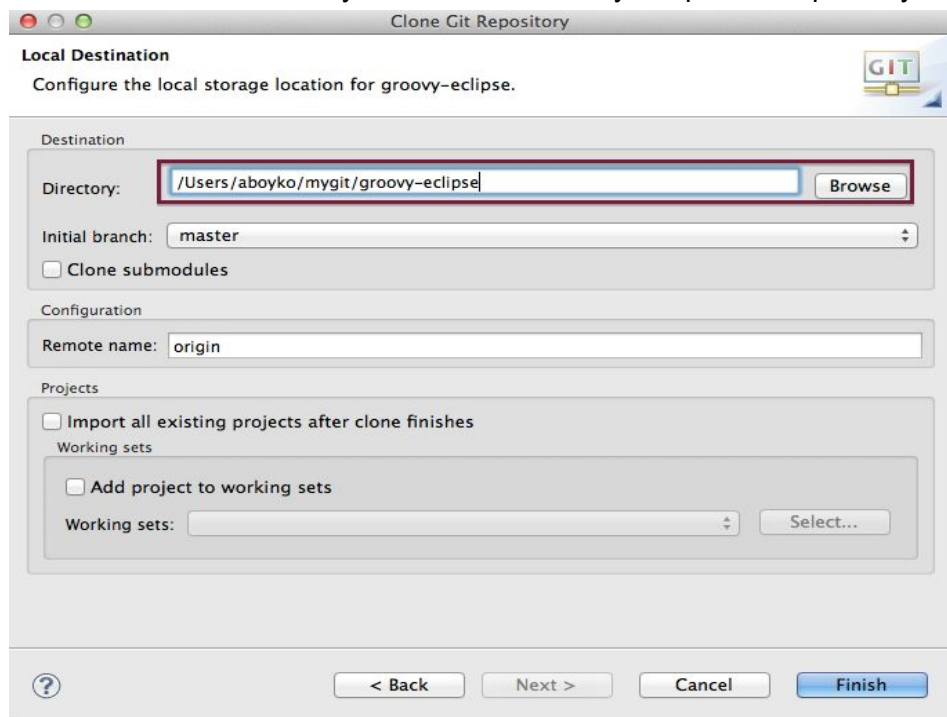 Clone Git Repository
Local Destination
Configure the local storage location for groovy-eclipse.
GIT
Destination
Directory: /Users/aboyko/mygit/groovy-eclipse Browse
Initial branch: master
Clone submodules
Configuration
Remote name: origin
Projects
Import all existing projects after clone finishes
Working sets
Add project to working sets
Working sets: Select...
? < Back Next > Cancel Finish